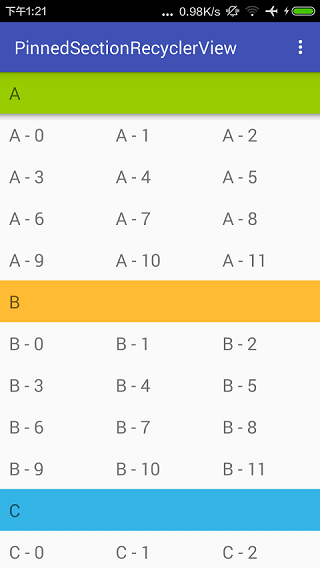 下午1:21 ... 0.98K/s
PinnedSectionRecyclerView
A
A - 0 A - 1 A - 2
A - 3 A - 4 A - 5
A - 6 A - 7 A - 8
A - 9 A - 10 A - 11
B
B - 0 B - 1 B - 2
B - 3 B - 4 B - 5
B - 6 B - 7 B - 8
B - 9 B - 10 B - 11
C
C - 0 C - 1 C - 2